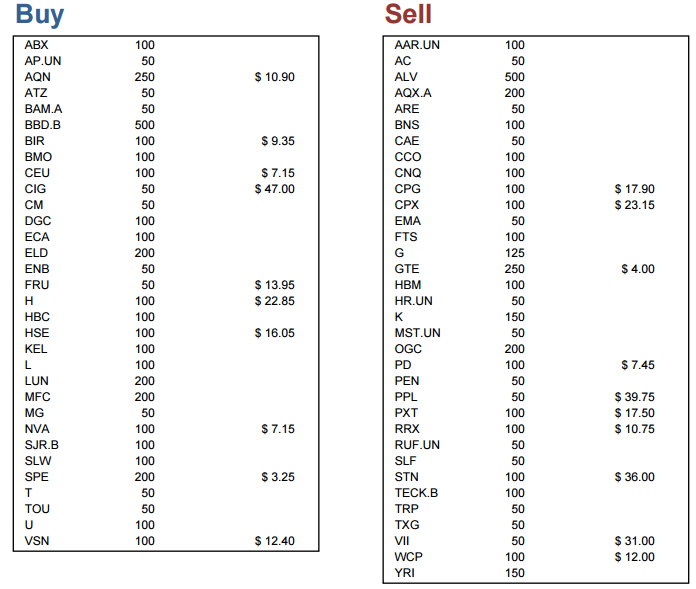 Buy
ABX 100
AP.UN 50
AQN 250 $ 10.90
ATZ 50
BAM.A 50
BBD.B 500
BIR 100 $ 9.35
BMO 100
CEU 100 $ 7.15
CIG 50 $ 47.00
CM 50
DGC 100
ECA 100
ELD 200
ENB 50
FRU 50 $ 13.95
H 100 $ 22.85
HBC 100
HSE 100 $ 16.05
KEL 100
L 100
LUN 200
MFC 200
MG 50
NVA 100 $ 7.15
SJR.B 100
SLW 100
SPE 200 $ 3.25
T 50
TOU 50
U 100
VSN 100 $ 12.40
Sell
AAR.UN 100
AC 50
ALV 500
AQX.A 200
ARE 50
BNS 100
CAE 50
CCO 100
CNQ 100
CPG 100 $ 17.90
CPX 100 $ 23.15
EMA 50
FTS 100
G 125
GTE 250 $ 4.00
HBM 100
HR.UN 50
K 150
MST.UN 50
OGC 200
PD 100 $ 7.45
PEN 50
PPL 50 $ 39.75
PXT 100 $ 17.50
RRX 100 $ 10.75
RUF.UN 50
SLF 50
STN 100 $ 36.00
TECK.B 100
TRP 50
TXG 50
VII 50 $ 31.00
WCP 100 $ 12.00
YRI 150